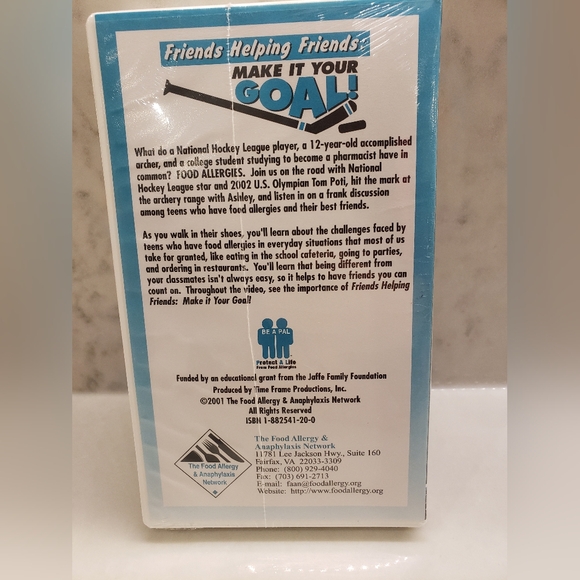 Friends Helping Friends:
MAKE IT YOUR
GOAL!
What do a National Hockey League player, a 12-year-old accomplished
archer, and a college student studying to become a pharmacist have in
common? FOOD ALLERGIES. Join us on the road with National
Hockey League star and 2002 U.S. Olympian Tom Poti, hit the mark at
the archery range with Ashley, and listen in on a frank discussion
among teens who have food allergies and their best friends.
As you walk in their shoes, you'll learn about the challenges faced by
teens who have food allergies in everyday situations that most of us
take for granted, like eating in the school cafeteria, going to parties,
and ordering in restaurants. You'll learn that being different from
your classmates isn't always easy, so it helps to have friends you can
count on. Throughout the video, see the importance of Friends Helping
Friends: Make it Your Goal!
BE A PAL
Protect A Life
From Food Allergies
Funded by an educational grant from the Jaffe Family Foundation
Produced by Time Frame Productions, Inc.
©2001 The Food Allergy & Anaphylaxis Network
All Rights Reserved
ISBN 1-882541-20-0
The Food Allergy
& Anaphylaxis
Network
The Food Allergy &
Anaphylaxis Network
11781 Lee Jackson Hwy., Suite 160
Fairfax, VA 22033-3309
Phone: (800) 929-4040
Fax: (703) 691-2713
E-mail: faan@foodallergy.org
Website: http://www.foodallergy.org